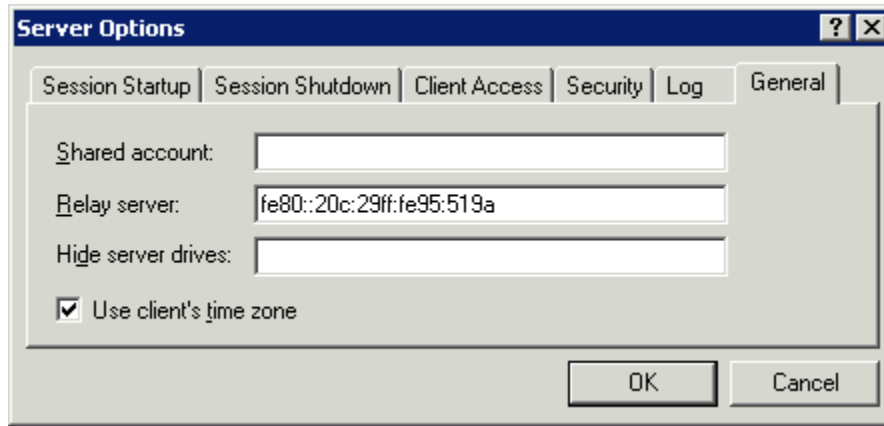 Server Options
Session Startup Session Shutdown Client Access Security Log General
Shared account:
Relay server: fe80::20c:29ff:fe95:519a
Hide server drives:
Use client's time zone
OK Cancel